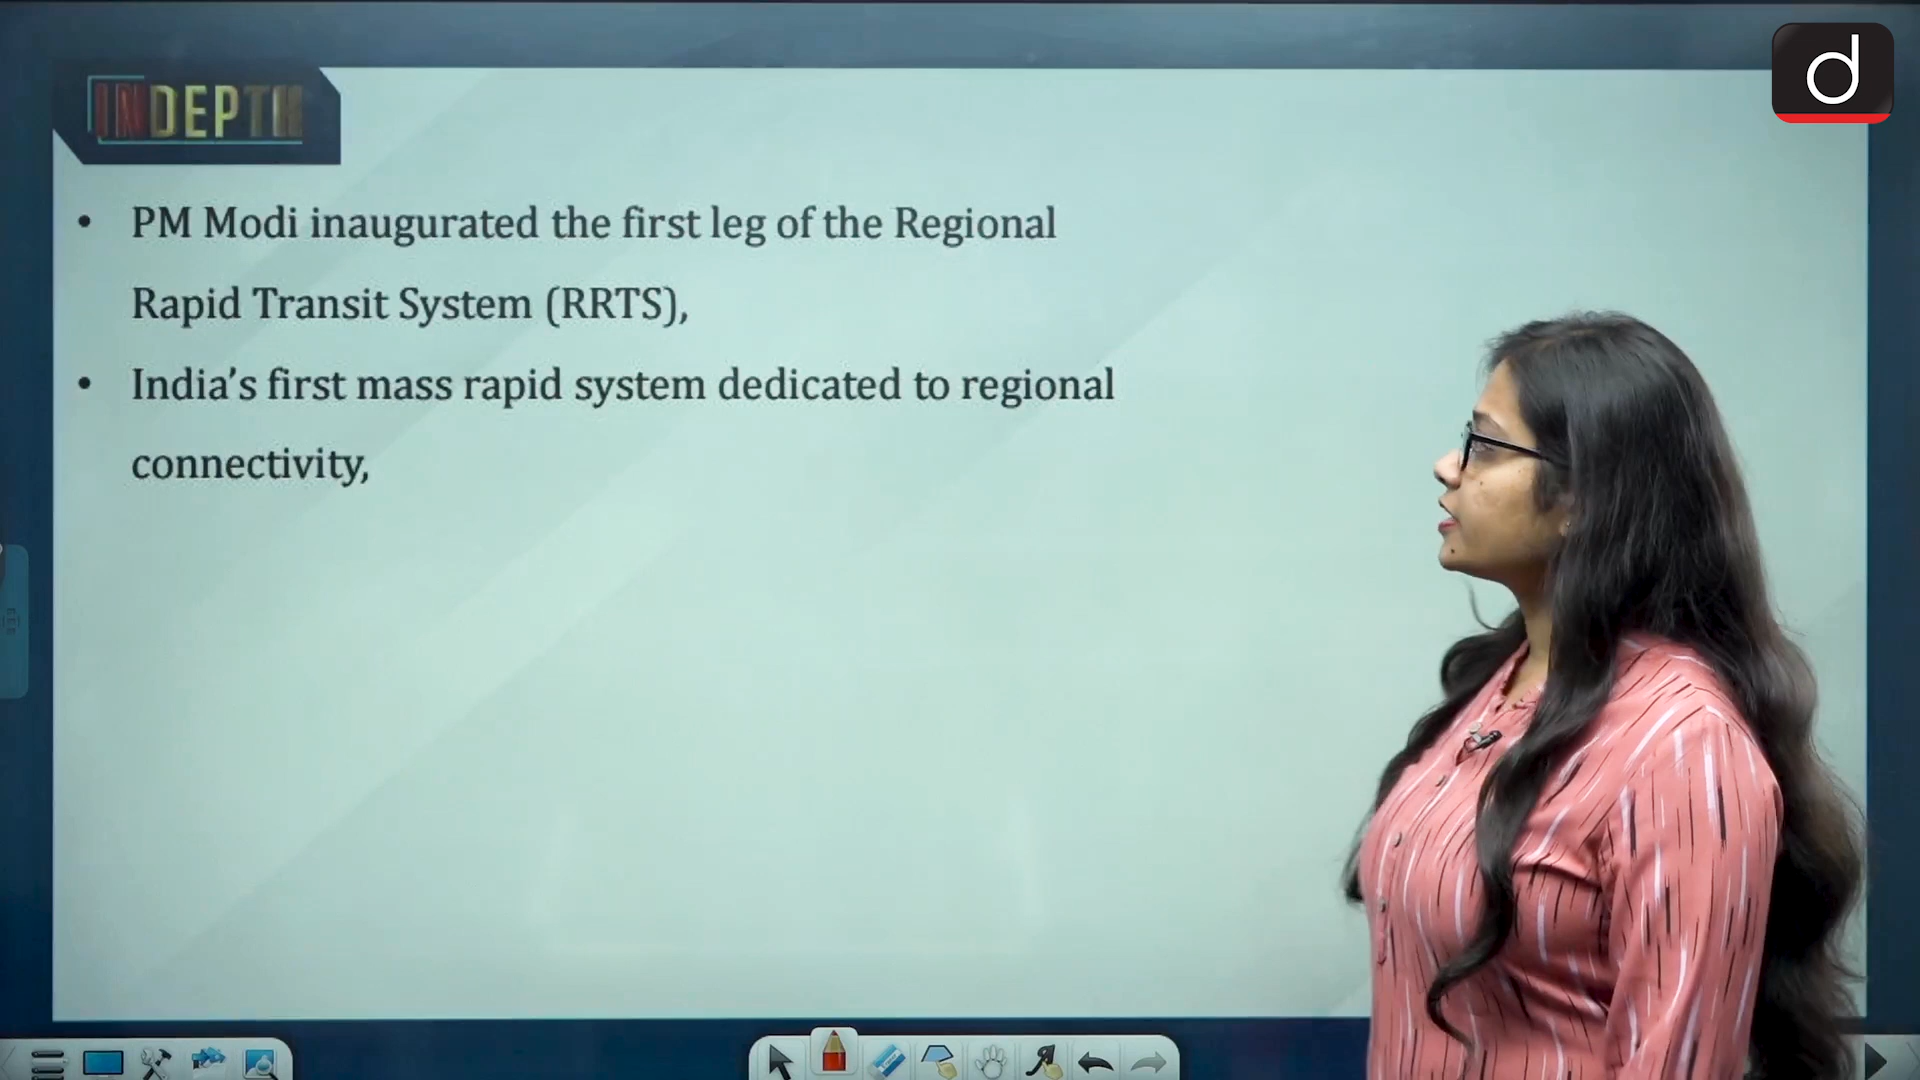 INDEPTH
d
• PM Modi inaugurated the first leg of the Regional
Rapid Transit System (RRTS),
• India’s first mass rapid system dedicated to regional
connectivity,